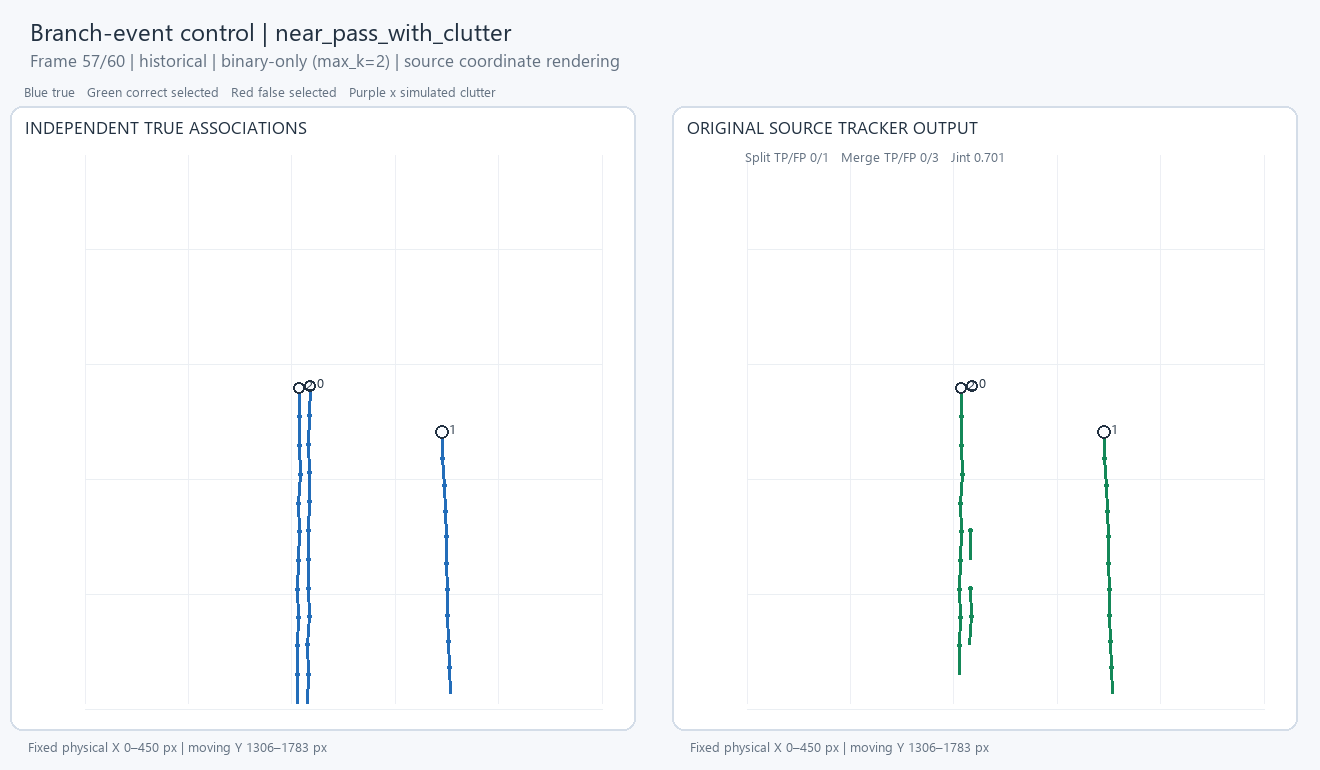 Branch-event control | near_pass_with_clutter
Frame 57/60 | historical | binary-only (max_k=2) | source coordinate rendering
Blue true Green correct selected Red false selected Purple x simulated clutter
INDEPENDENT TRUE ASSOCIATIONS
0
1
Fixed physical X 0–450 px | moving Y 1306–1783 px
ORIGINAL SOURCE TRACKER OUTPUT
Split TP/FP 0/1 Merge TP/FP 0/3 Jint 0.701
0
1
Fixed physical X 0–450 px | moving Y 1306–1783 px